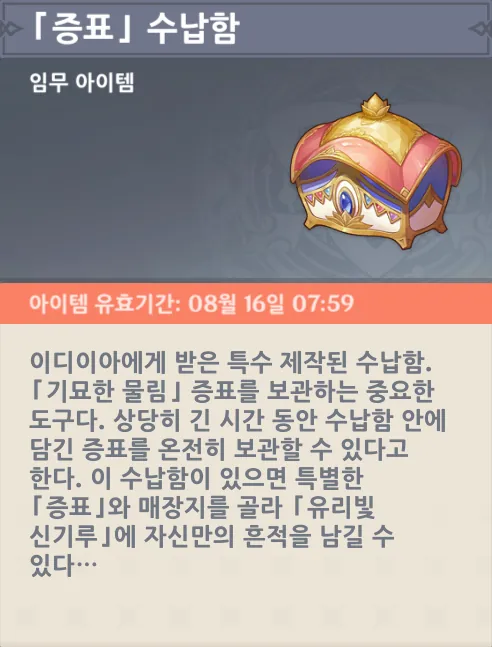 「증표」 수납함
임무 아이템
아이템 유효기간: 08월 16일 07:59
이디이아에게 받은 특수 제작된 수납함.
「기묘한 물림」 증표를 보관하는 중요한
도구다. 상당히 긴 시간 동안 수납함 안에
담긴 증표를 온전히 보관할 수 있다고
한다. 이 수납함이 있으면 특별한
「증표」와 매장지를 골라 「유리빛
신기루」에 자신만의 흔적을 남길 수
있다…